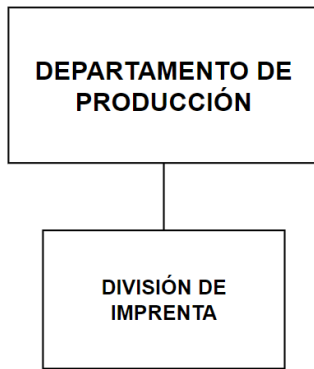 DEPARTAMENTO DE
PRODUCCIÓN
DIVISIÓN DE
IMPRENTA